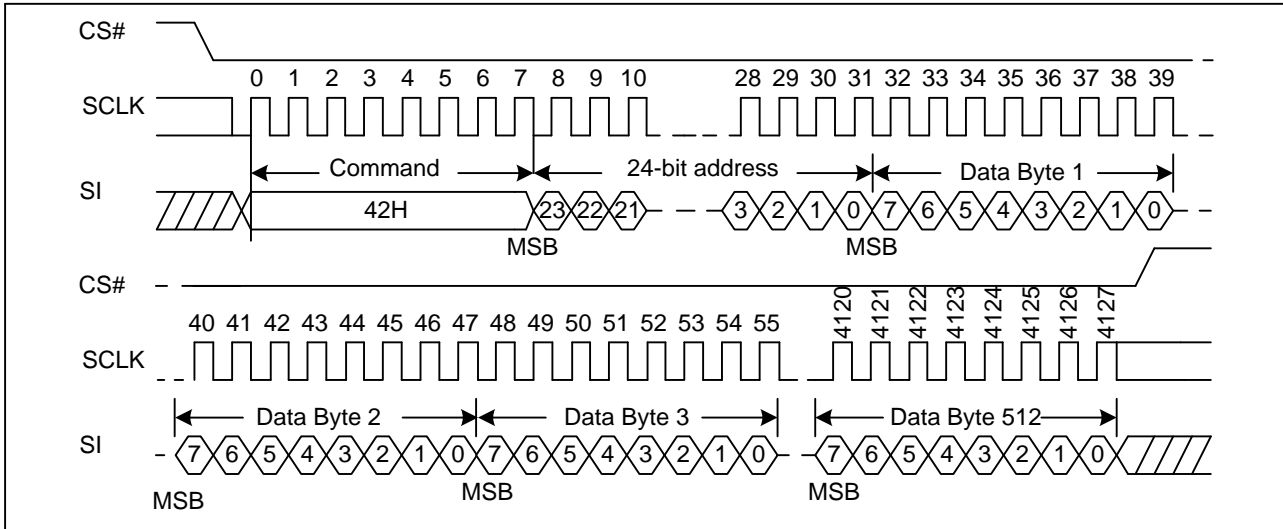 CS#
0 1 2 3 4 5 6 7 8 9 10 28 29 30 31 32 33 34 35 36 37 38 39
SCLK
Command 24-bit address Data Byte 1
SI
42H 23 22 21 3 2 1 0 7 6 5 4 3 2 1 0
MSB MSB
CS#
40 41 42 43 44 45 46 47 48 49 50 51 52 53 54 55 4120 4121 4122 4123 4124 4125 4126 4127
SCLK
Data Byte 2 Data Byte 3 Data Byte 512
SI
7 6 5 4 3 2 1 0 7 6 5 4 3 2 1 0 7 6 5 4 3 2 1 0
MSB MSB MSB